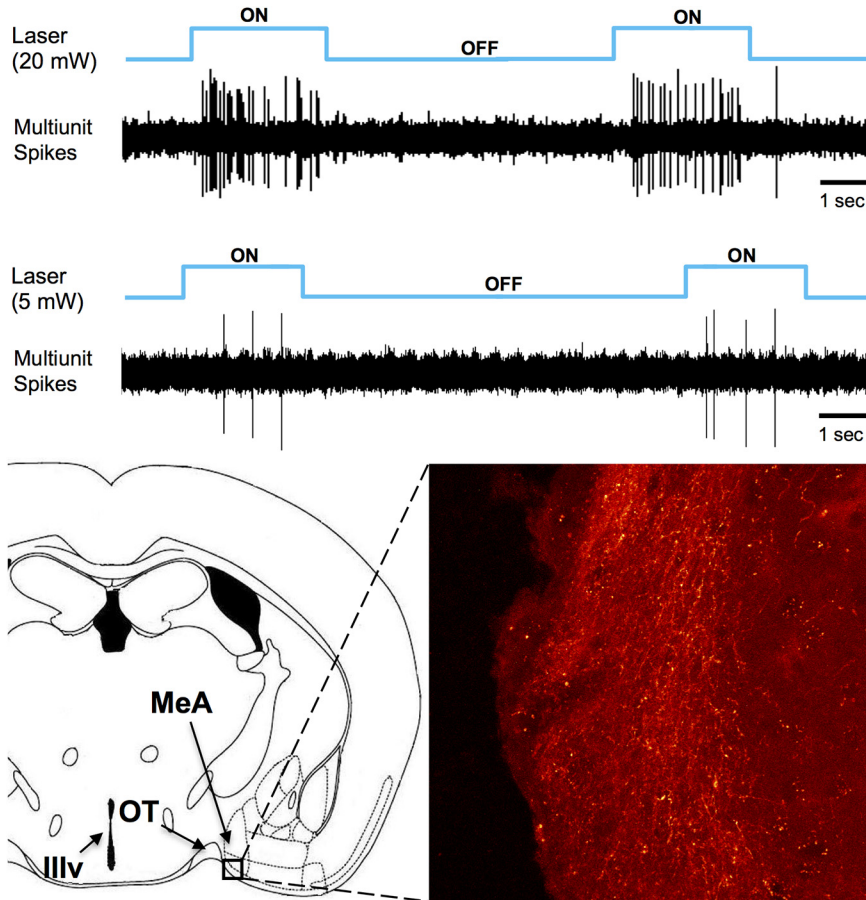 ON
ON
Laser
(20 mW)
OFF
Multiunit
Spikes
1 sec
ON
ON
Laser
(5 mW)
OFF
Multiunit
Spikes
1 sec
MeA
OT
IIIv